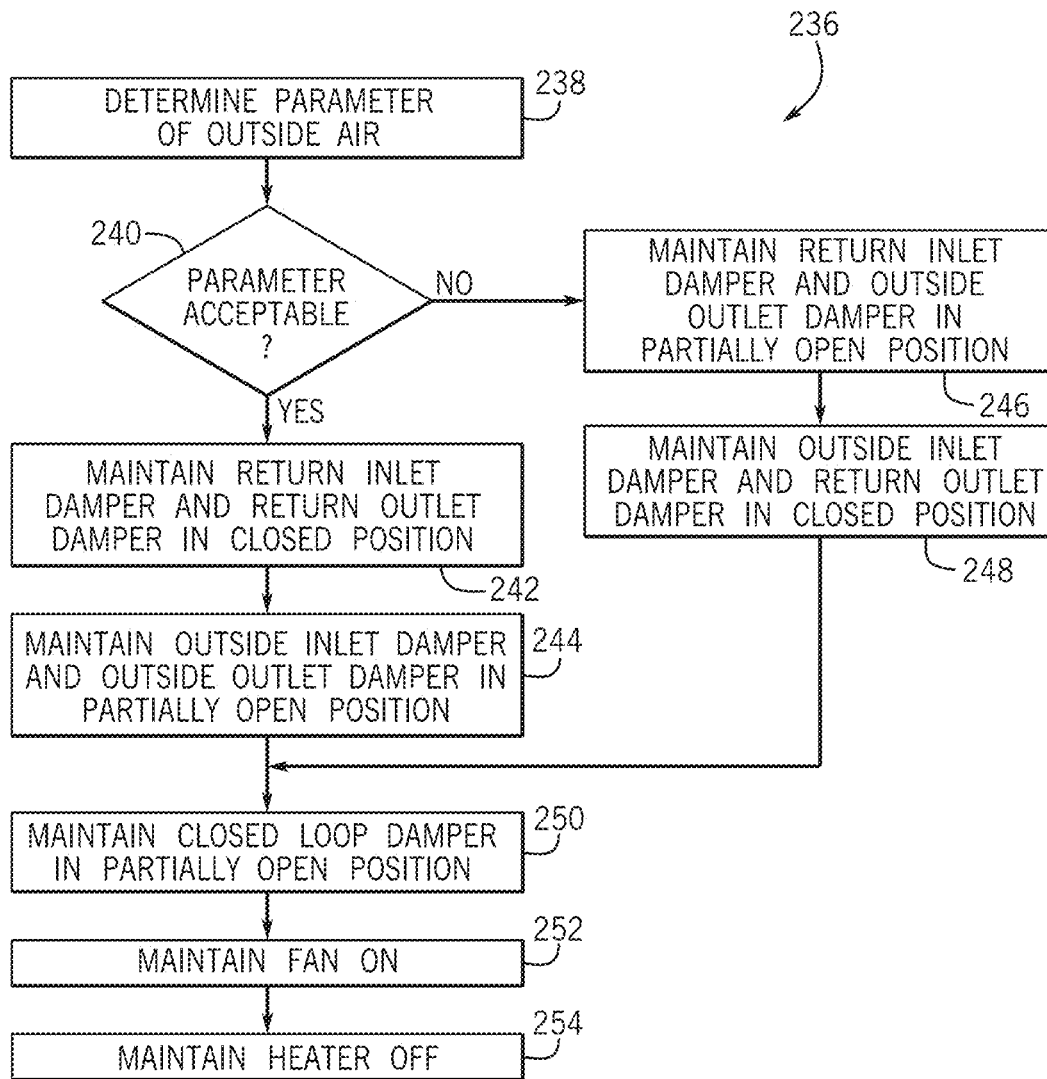 236
DETERMINE PARAMETER
OF OUTSIDE AIR
238
240
PARAMETER
ACCEPTABLE
?
NO
YES
MAINTAIN RETURN INLET
DAMPER AND OUTSIDE
OUTLET DAMPER IN
PARTIALLY OPEN POSITION
246
MAINTAIN OUTSIDE INLET
DAMPER AND RETURN OUTLET
DAMPER IN CLOSED POSITION
248
MAINTAIN RETURN INLET
DAMPER AND RETURN OUTLET
DAMPER IN CLOSED POSITION
242
MAINTAIN OUTSIDE INLET DAMPER
AND OUTSIDE OUTLET DAMPER IN
PARTIALLY OPEN POSITION
244
MAINTAIN CLOSED LOOP DAMPER
IN PARTIALLY OPEN POSITION
250
MAINTAIN FAN ON
252
MAINTAIN HEATER OFF
254